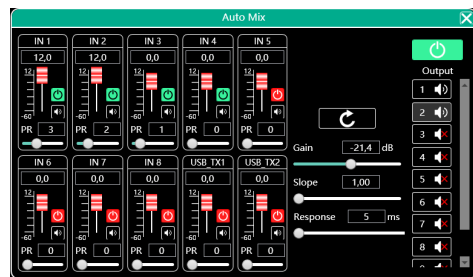 Auto Mix
IN 1 IN 2 IN 3 IN 4 IN 5
12,0 12,0 0,0 0,0 0,0
12 12 12 12 12
-60 -60 -60 -60 -60
PR 3 PR 2 PR 1 PR 0 PR 0
IN 6 IN 7 IN 8 USB_TX1 USB_TX2
0,0 0,0 0,0 0,0 0,0
12 12 12 12 12
-60 -60 -60 -60 -60
PR 0 PR 0 PR 0 PR 0 PR 0
Gain -21,4 dB
Slope 1,00
Response 5 ms
Output
1
2
3
4
5
6
7
8